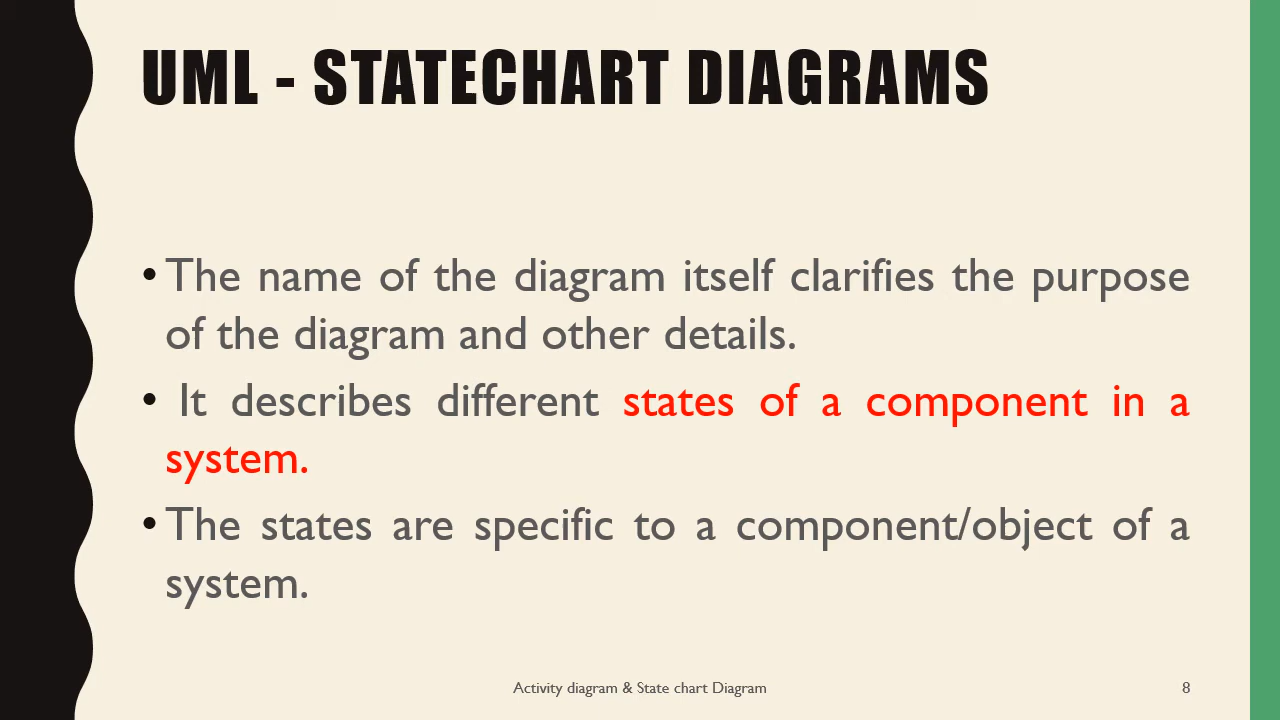 UML - STATECHART DIAGRAMS
• The name of the diagram itself clarifies the purpose
of the diagram and other details.
• It describes different states of a component in a
system.
• The states are specific to a component/object of a
system.
Activity diagram & State chart Diagram
8